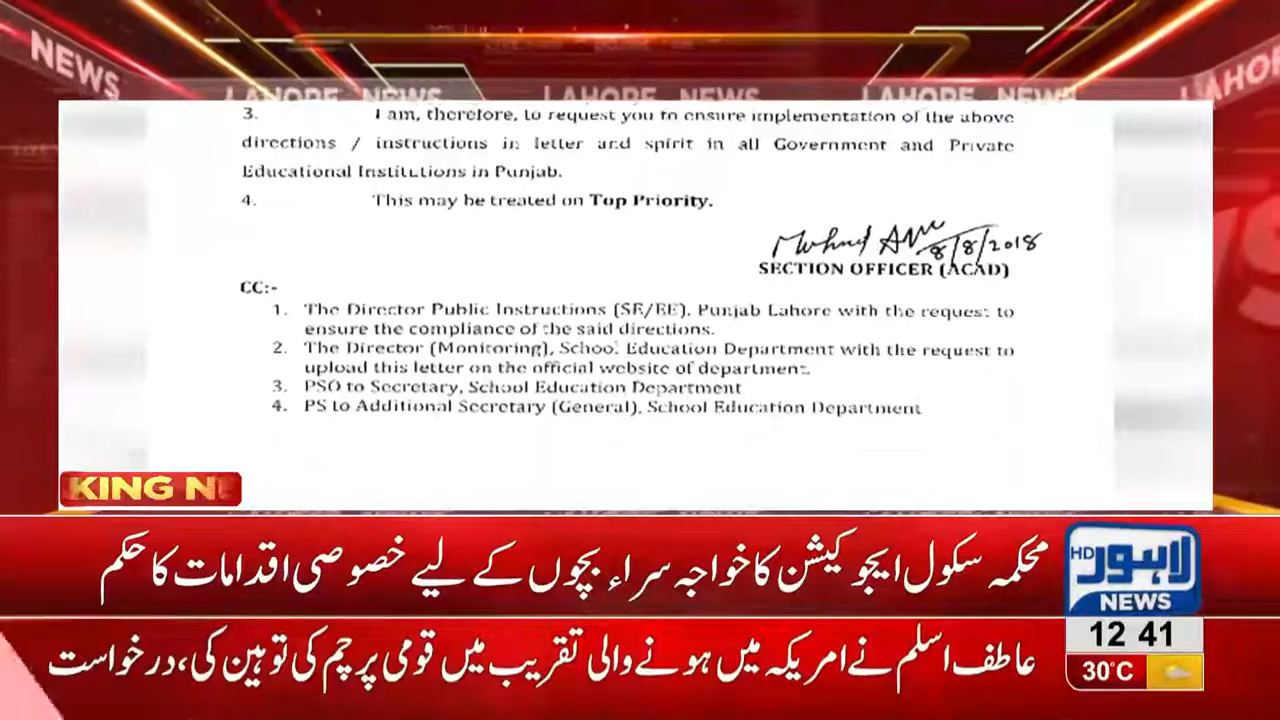 NEWS
LAHORE NEWS LAHORE NEWS LAHORE NEWS
LAHO
3. I am, therefore, to request you to ensure implementation of the above
directions / instructions in letter and spirit in all Government and Private
Educational Institutions in Punjab.
4. This may be treated on Top Priority.
8/8/2018
SECTION OFFICER (ACAD)
CC:-
1. The Director Public Instructions (SE/EE), Punjab Lahore with the request to
ensure the compliance of the said directions.
2. The Director (Monitoring), School Education Department with the request to
upload this letter on the official website of department.
3. PSO to Secretary, School Education Department
4. PS to Additional Secretary (General), School Education Department
KING NE
محکمہ سکول ایجوکیشن کا خواجہ سراء بچوں کے لیے خصوصی اقدامات کا حکم
HD لاہور
NEWS
12 41
عاطف اسلم نے امریکہ میں ہونے والی تقریب میں قومی پرچم کی توہین کی، درخواست
30°C